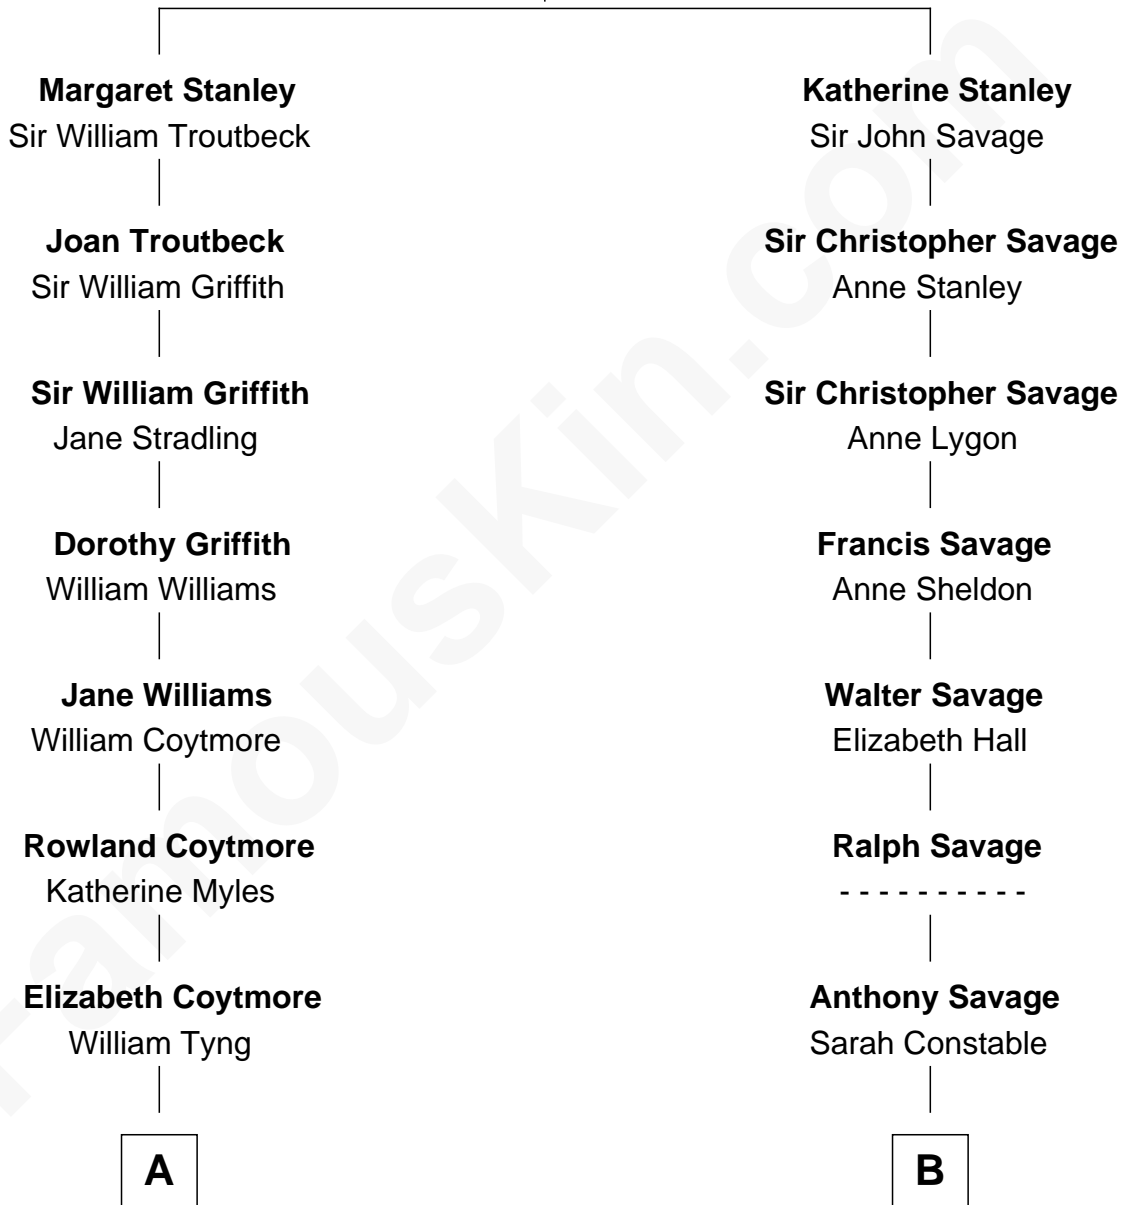 Margaret Stanley
Sir William Troutbeck
Joan Troutbeck
Sir William Griffith
Sir William Griffith
Jane Stradling
Dorothy Griffith
William Williams
Jane Williams
William Coytmore
Rowland Coytmore
Katherine Myles
Elizabeth Coytmore
William Tyng
A
Katherine Stanley
Sir John Savage
Sir Christopher Savage
Anne Stanley
Sir Christopher Savage
Anne Lygon
Francis Savage
Anne Sheldon
Walter Savage
Elizabeth Hall
Ralph Savage
- - - - - - - - - -
Anthony Savage
Sarah Constable
B
FamousKin.com